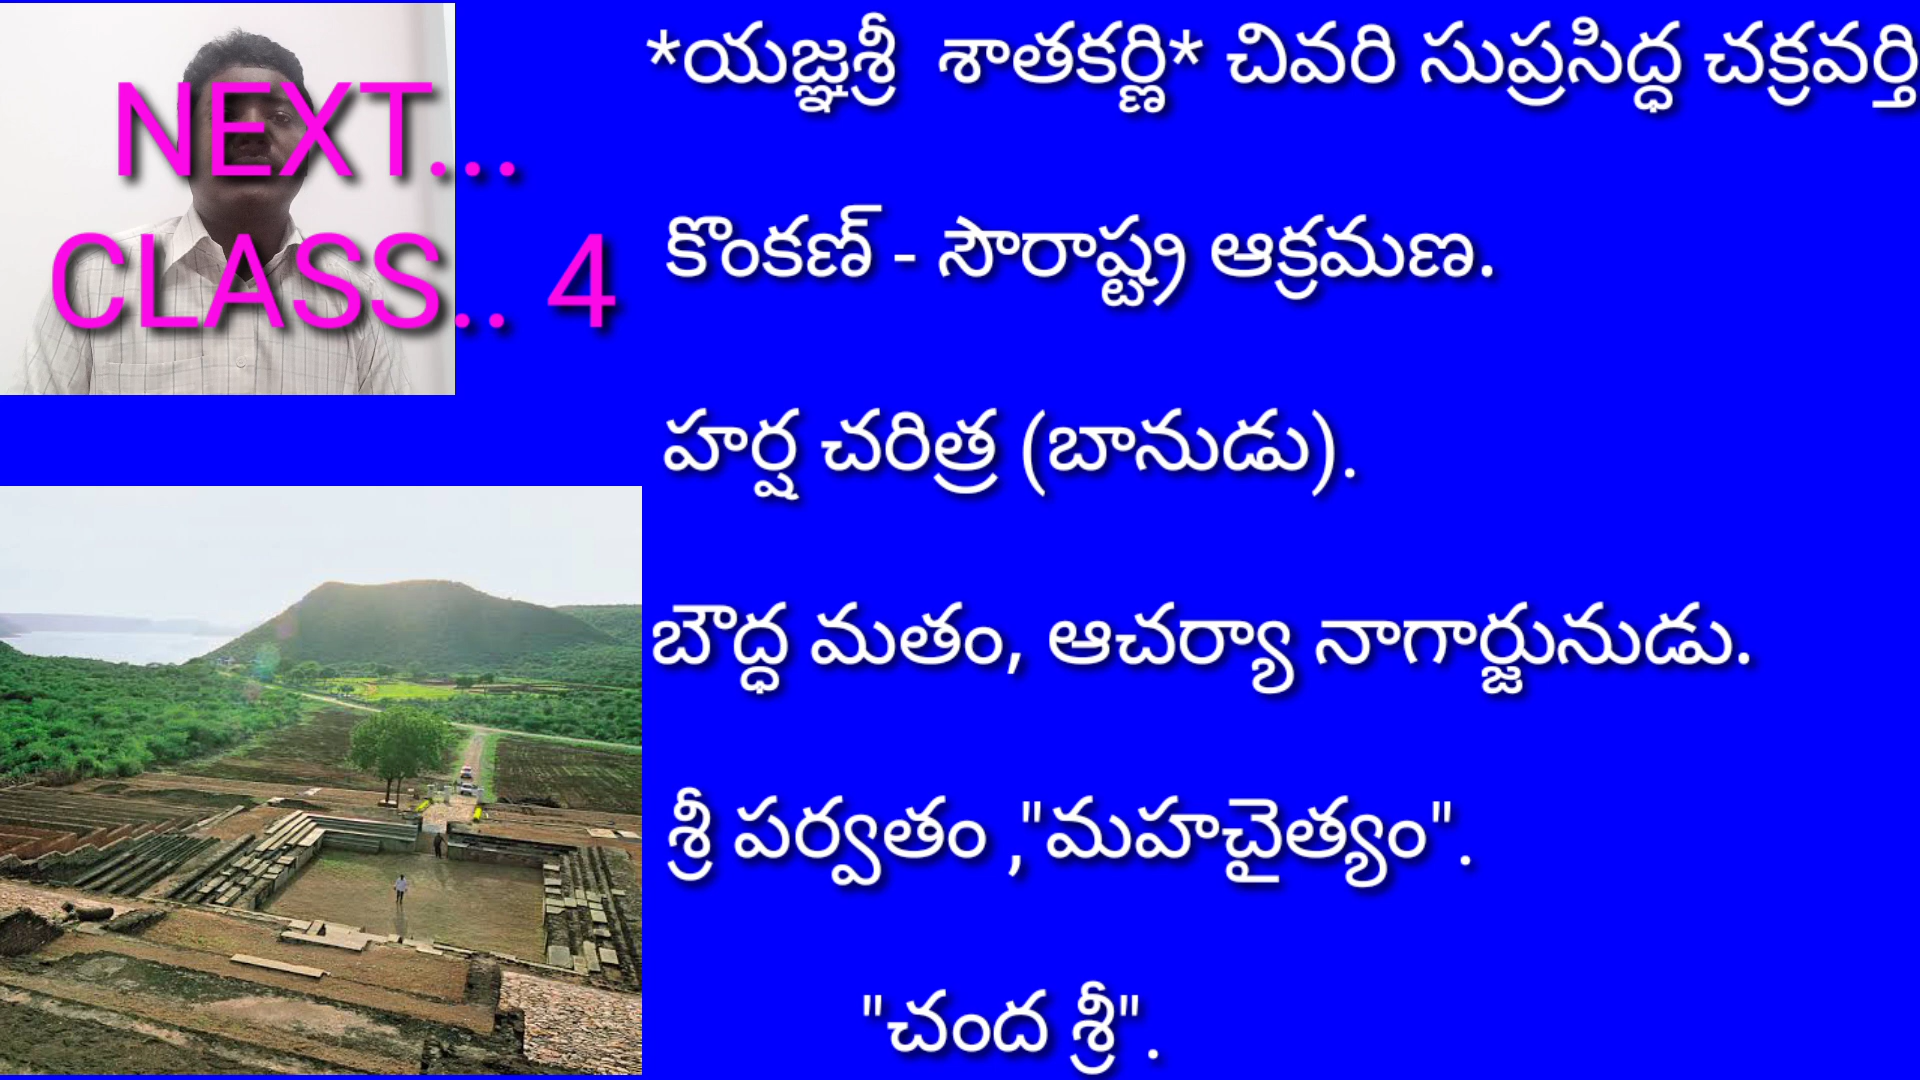 NEXT...
CLASS.. 4
*యజ్ఞశ్రీ శాతకర్ణి* చివరి సుప్రసిద్ధ చక్రవర్తి
కొంకణ్ - సౌరాష్ట్ర ఆక్రమణ.
హర్ష చరిత్ర (బానుడు).
బౌద్ధ మతం, ఆచర్యా నాగార్జునుడు.
శ్రీ పర్వతం ,"మహచైత్యం".
"చంద శ్రీ".